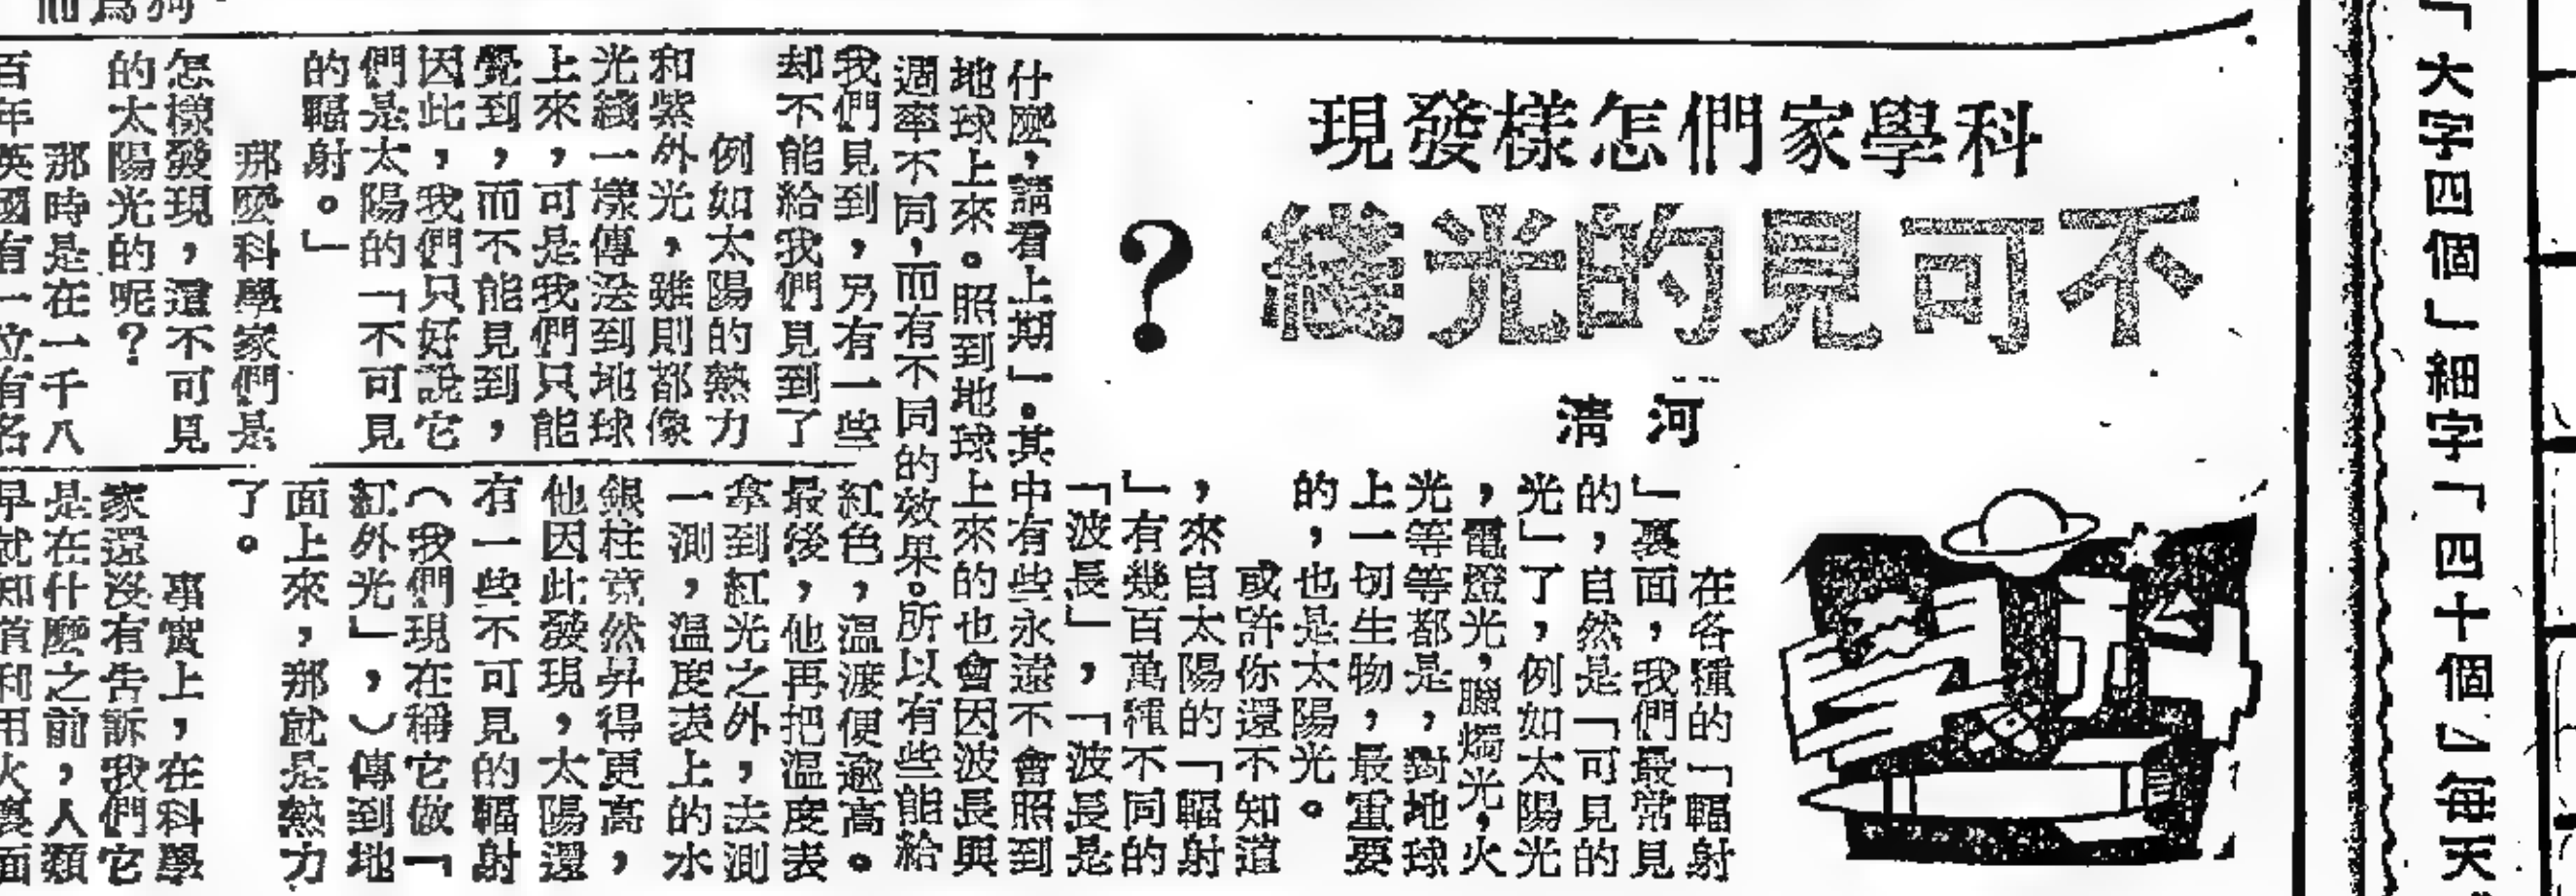 科學家們怎樣發現
不可見的光綫
？
河清
在各種的「輻射
」裏面，我們最常見
的，自然是「可見的
光」了，例如太陽光
，電燈光，臘燭光，火
光等等都是，對地球
上一切生物，最重要
的，也是太陽光。
或許你還不知道
，來自太陽的「輻射
」有幾百萬種不同的
「波長」，「波長是
什麼，請看上期」。其中有些永遠不會照到
地球上來。照到地球上來的也會因波長與
週率不同，而有不同的效果。所以有些能給
我們見到，另有一些
却不能給我們見到了
例如太陽的熱力
和紫外光，雖則都像
光綫一樣傳送到地球
上來，可是我們只能
覺到，而不能見到，
因此，我們只好說它
們是太陽的「不可見
的輻射。」
那麼科學家們是
怎樣發現，還不可見
的太陽光的呢？
那時是在一千八
百年英國有一位有名
紅色，溫渡便逾高。
最後，他再把溫度表
拿到紅光之外，去測
一測，溫度表上的水
銀柱竟然昇得更高，
他因此發現，太陽還
有一些不可見的輻射
（我們現在稱它做「
紅外光」，）傳到地
面上來，那就是熱力
了。
事實上，在科學
家還沒有告訴我們它
是在什麼之前，人類
早就知道利用火裏面
「大字四個」細字「四十個」每天